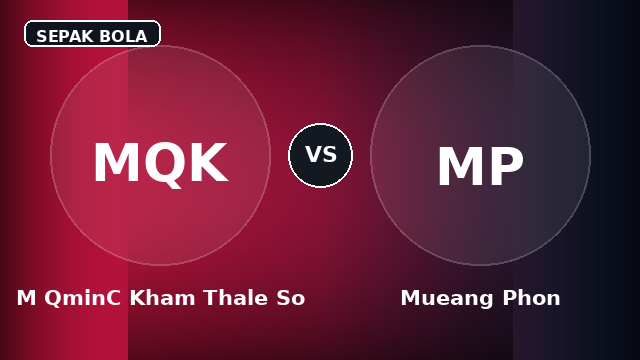 SEPAK BOLA
MQK
VS
MP
M QminC Kham Thale So
Mueang Phon